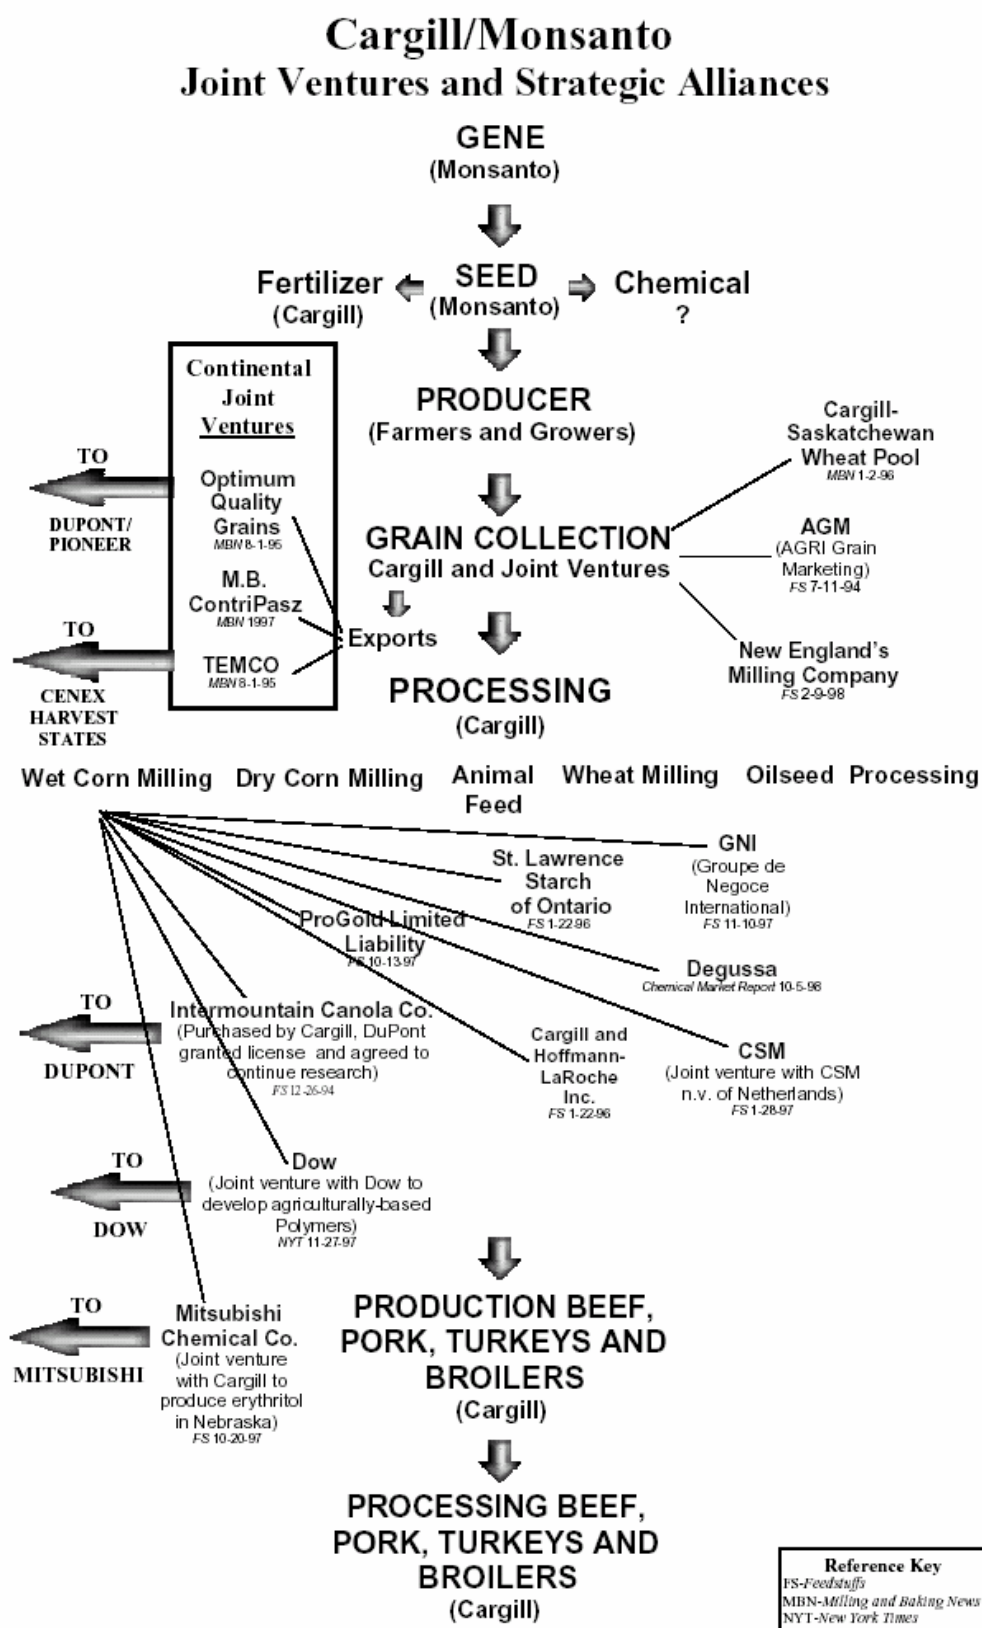 Cargill/Monsanto
Joint Ventures and Strategic Alliances
GENE
(Monsanto)
Fertilizer
(Cargill)
SEED
(Monsanto)
Chemical
?
Continental
Joint
Ventures
PRODUCER
(Farmers and Growers)
Cargill-
Saskatchewan
Wheat Pool
MBN 1-2-96
TO
DUPONT/
PIONEER
Optimum
Quality
Grains
MBN 8-1-95
GRAIN COLLECTION
Cargill and Joint Ventures
AGM
(AGRI Grain
Marketing)
FS 7-11-94
M.B.
ContriPasz
MBN 1997
Exports
TO
CENEX
HARVEST
STATES
TEMCO
MBN 8-1-95
New England's
Milling Company
FS 2-9-98
PROCESSING
(Cargill)
Wet Corn Milling Dry Corn Milling Animal Wheat Milling Oilseed Processing
Feed
GNI
(Groupe de
Negoce
International)
FS 11-10-97
St. Lawrence
Starch
of Ontario
FS 1-22-96
ProGold Limited
Liability
FS 10-13-97
Degussa
Chemical Market Report 10-5-98
TO
DUPONT
Intermountain Canola Co.
(Purchased by Cargill, DuPont
granted license and agreed to
continue research)
FS 12-26-94
Cargill and
Hoffmann-
LaRoche
Inc.
FS 1-22-96
CSM
(Joint venture with CSM
n.v. of Netherlands)
FS 1-28-97
TO
DOW
Dow
(Joint venture with Dow to
develop agriculturally-based
Polymers)
NYT 11-27-97
TO
MITSUBISHI
Mitsubishi
Chemical Co.
(Joint venture
with Cargill to
produce erythritol
in Nebraska)
FS 10-20-97
PRODUCTION BEEF,
PORK, TURKEYS AND
BROILERS
(Cargill)
PROCESSING BEEF,
PORK, TURKEYS AND
BROILERS
(Cargill)
Reference Key
FS-Feedstuffs
MBN-Milling and Baking News
NYT-New York Times